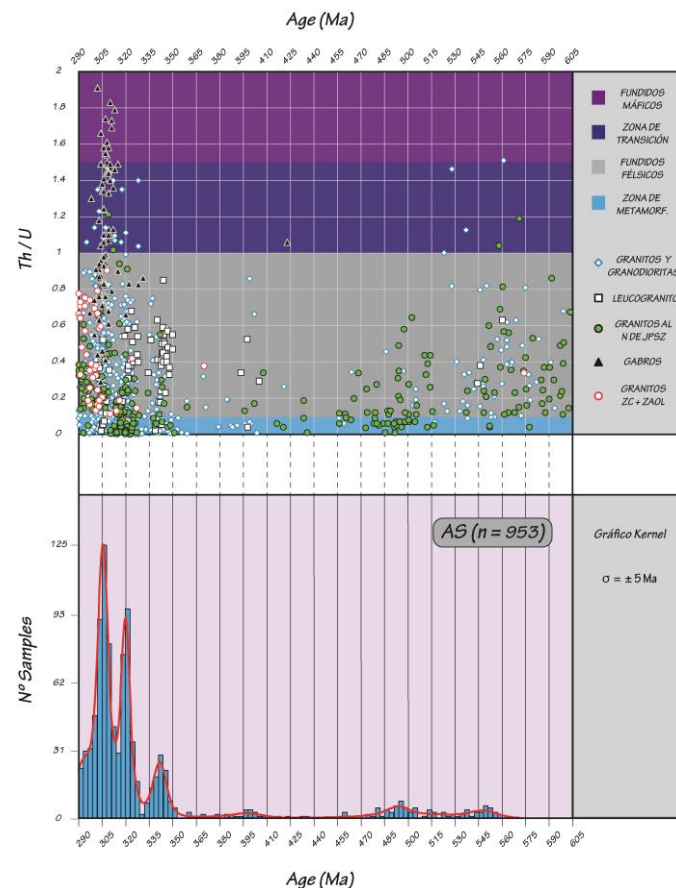 Age (Ma)
290 305 320 335 350 365 380 395 410 425 440 455 470 485 500 515 530 545 560 575 590 605
2
1.8
1.6
1.4
1.2
1
0.8
0.6
0.4
0.2
0
Th / U
FUNDIDOS
MÁFICOS
ZONA DE
TRANSICIÓN
FUNDIDOS
FÉLSICOS
ZONA DE
METAMORF.
GRANITOS Y
GRANODIORITAS
LEUCOGRANITOS
GRANITOS AL
N DE JPSZ
GABROS
GRANITOS
ZC + ZAOL
AS (n = 953)
Gráfico Kernel
σ = ± 5 Ma
125
93
62
31
0
Nº Samples
290 305 320 335 350 365 380 395 410 425 440 455 470 485 500 515 530 545 560 575 590 605
Age (Ma)